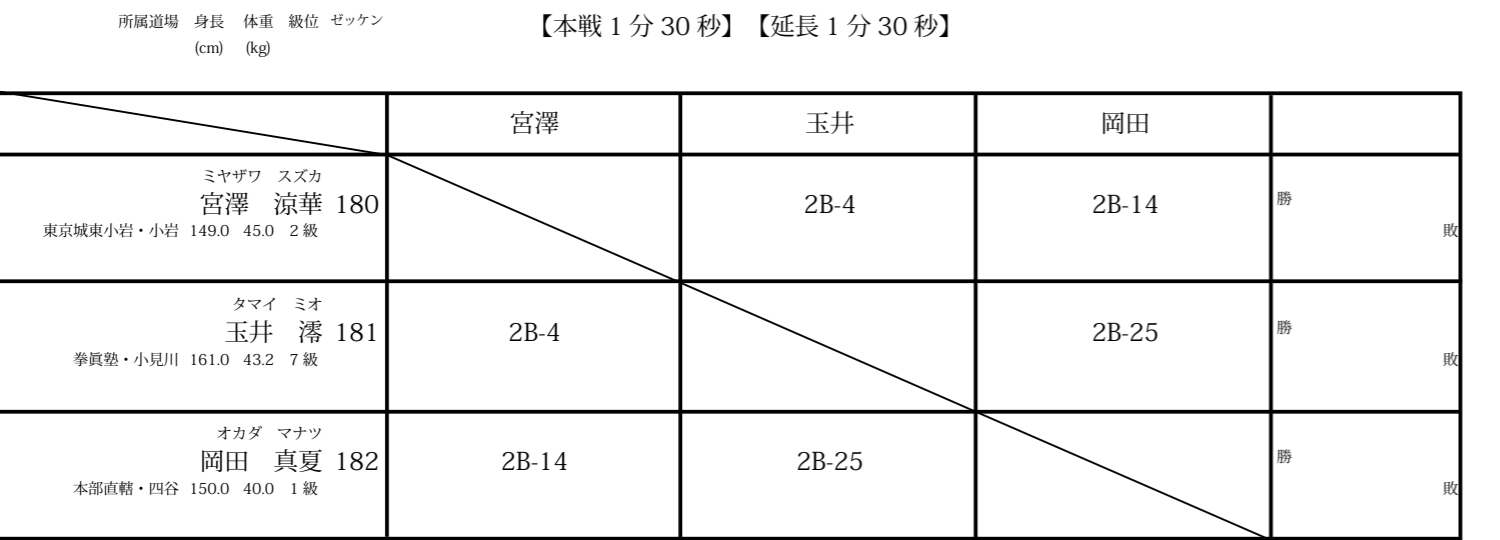 所属道場 身長 体重 級位 ゼッケン
(cm) (kg)
【本戦 1 分 30 秒】【延長 1 分 30 秒】
宮澤 玉井 岡田
ミヤザワ スズカ
宮澤 涼華 180 2B-4 2B-14 勝
東京城東小岩・小岩 149.0 45.0 2 級 敗
タマイ ミオ
玉井 澪 181 2B-4 2B-25 勝
拳眞塾・小見川 161.0 43.2 7 級 敗
オカダ マナツ
岡田 真夏 182 2B-14 2B-25 勝
本部直轄・四谷 150.0 40.0 1 級 敗